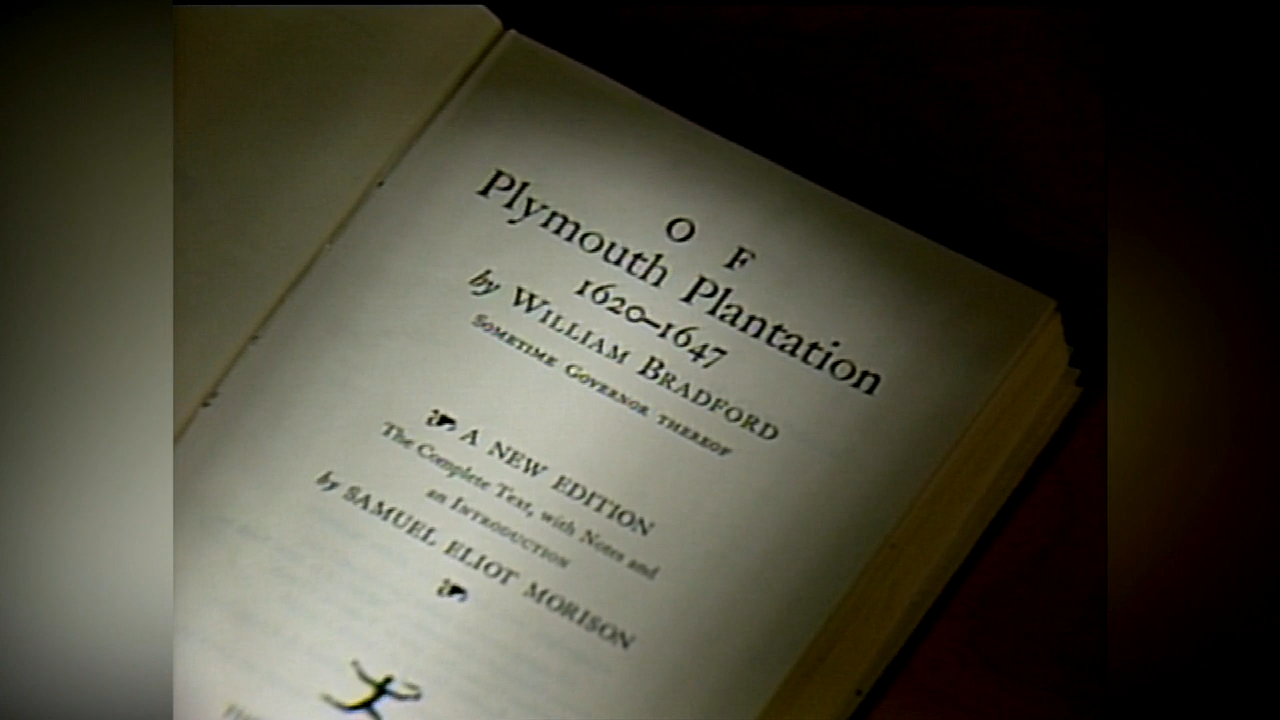 OF
Plymouth Plantation
1620–1647
by WILLIAM BRADFORD
SOMETIME GOVERNOR THEREOF
A NEW EDITION
The Complete Text, with Notes and
an INTRODUCTION
by SAMUEL ELIOT MORISON